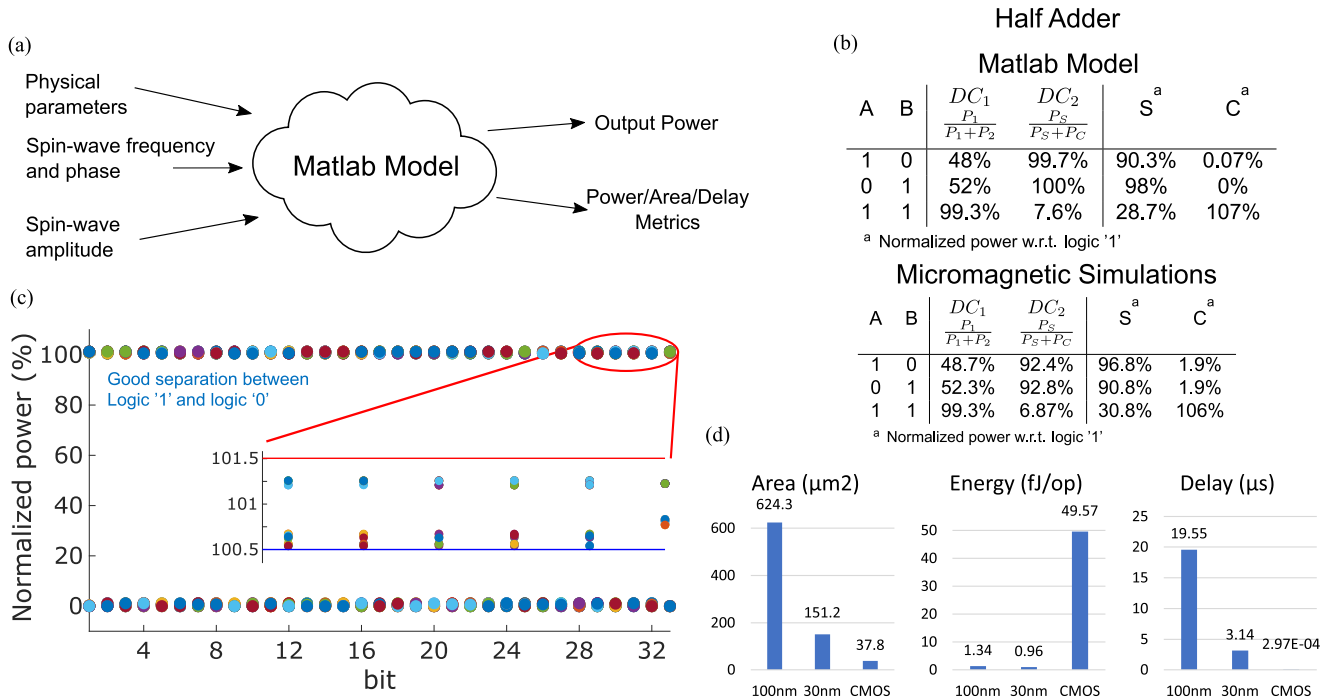 (a)
Physical
parameters
Spin-wave frequency
and phase
Spin-wave
amplitude
Matlab Model
Output Power
Power/Area/Delay
Metrics
Half Adder
(b)
Matlab Model
A B DC1 P1/P1+P2 DC2 PS/PS+PC S^a C^a
1 0 48% 99.7% 90.3% 0.07%
0 1 52% 100% 98% 0%
1 1 99.3% 7.6% 28.7% 107%
a Normalized power w.r.t. logic '1'
Micromagnetic Simulations
A B DC1 P1/P1+P2 DC2 PS/PS+PC S^a C^a
1 0 48.7% 92.4% 96.8% 1.9%
0 1 52.3% 92.8% 90.8% 1.9%
1 1 99.3% 6.87% 30.8% 106%
a Normalized power w.r.t. logic '1'
(c)
Normalized power (%)
100
80
60
40
20
0
Good separation between
Logic '1' and logic '0'
101.5
101
100.5
4 8 12 16 20 24 28 32
bit
(d)
Area (µm2)
600
400
200
0
624.3
151.2
37.8
100nm 30nm CMOS
Energy (fJ/op)
50
40
30
20
10
0
1.34
0.96
49.57
100nm 30nm CMOS
Delay (µs)
25
20
15
10
5
0
19.55
3.14
2.97E-04
100nm 30nm CMOS